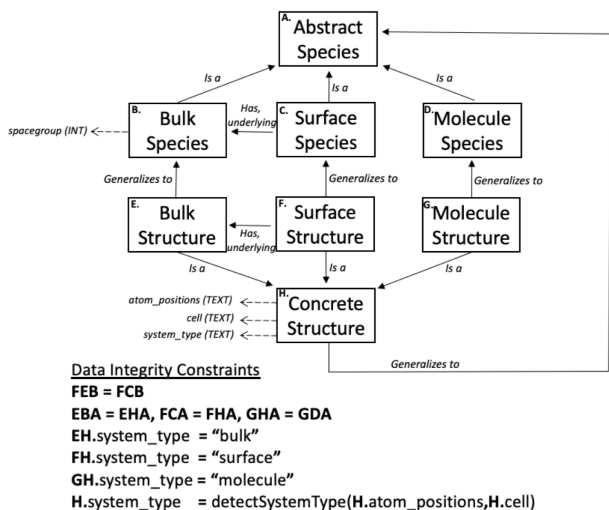 A.
Abstract
Species
Is a
Is a
Is a
B.
Bulk
Species
Has,
underlying
C.
Surface
Species
D.
Molecule
Species
spacegroup (INT)
Generalizes to
Generalizes to
Generalizes to
E.
Bulk
Structure
Has,
underlying
F.
Surface
Structure
G.
Molecule
Structure
Is a
Is a
Is a
H.
Concrete
Structure
atom_positions (TEXT)
cell (TEXT)
system_type (TEXT)
Generalizes to
Data Integrity Constraints
FEB = FCB
EBA = EHA, FCA = FHA, GHA = GDA
EH.system_type = “bulk”
FH.system_type = “surface”
GH.system_type = “molecule”
H.system_type = detectSystemType(H.atom_positions,H.cell)